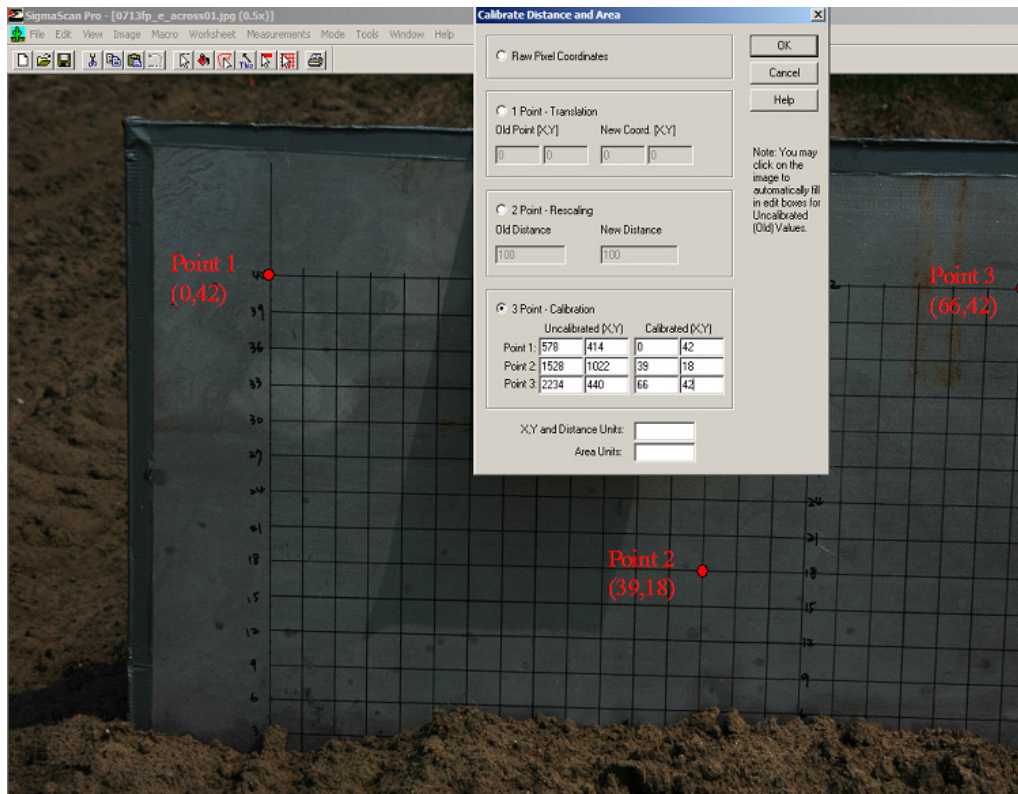 SigmaScan Pro - [0713fp_e_across01.jpg (0.5x)]
File Edit View Image Macro Worksheet Measurements Mode Tools Window Help
Calibrate Distance and Area
Raw Pixel Coordinates
OK
Cancel
Help
1 Point - Translation
Old Point (X,Y) New Coord. (X,Y)
0 0 0 0
Note: You may
click on the
image to
automatically fill
in edit boxes for
Uncalibrated
(Old) Values.
2 Point - Rescaling
Old Distance New Distance
100 100
3 Point - Calibration
Uncalibrated (X,Y) Calibrated (X,Y)
Point 1: 578 414 0 42
Point 2: 1528 1022 39 18
Point 3: 2234 440 66 42
X,Y and Distance Units:
Area Units:
Point 1
(0,42)
Point 3
(66,42)
Point 2
(39,18)
39
36
33
30
27
24
21
18
15
12
9
6
3
24
21
18
15
12
9